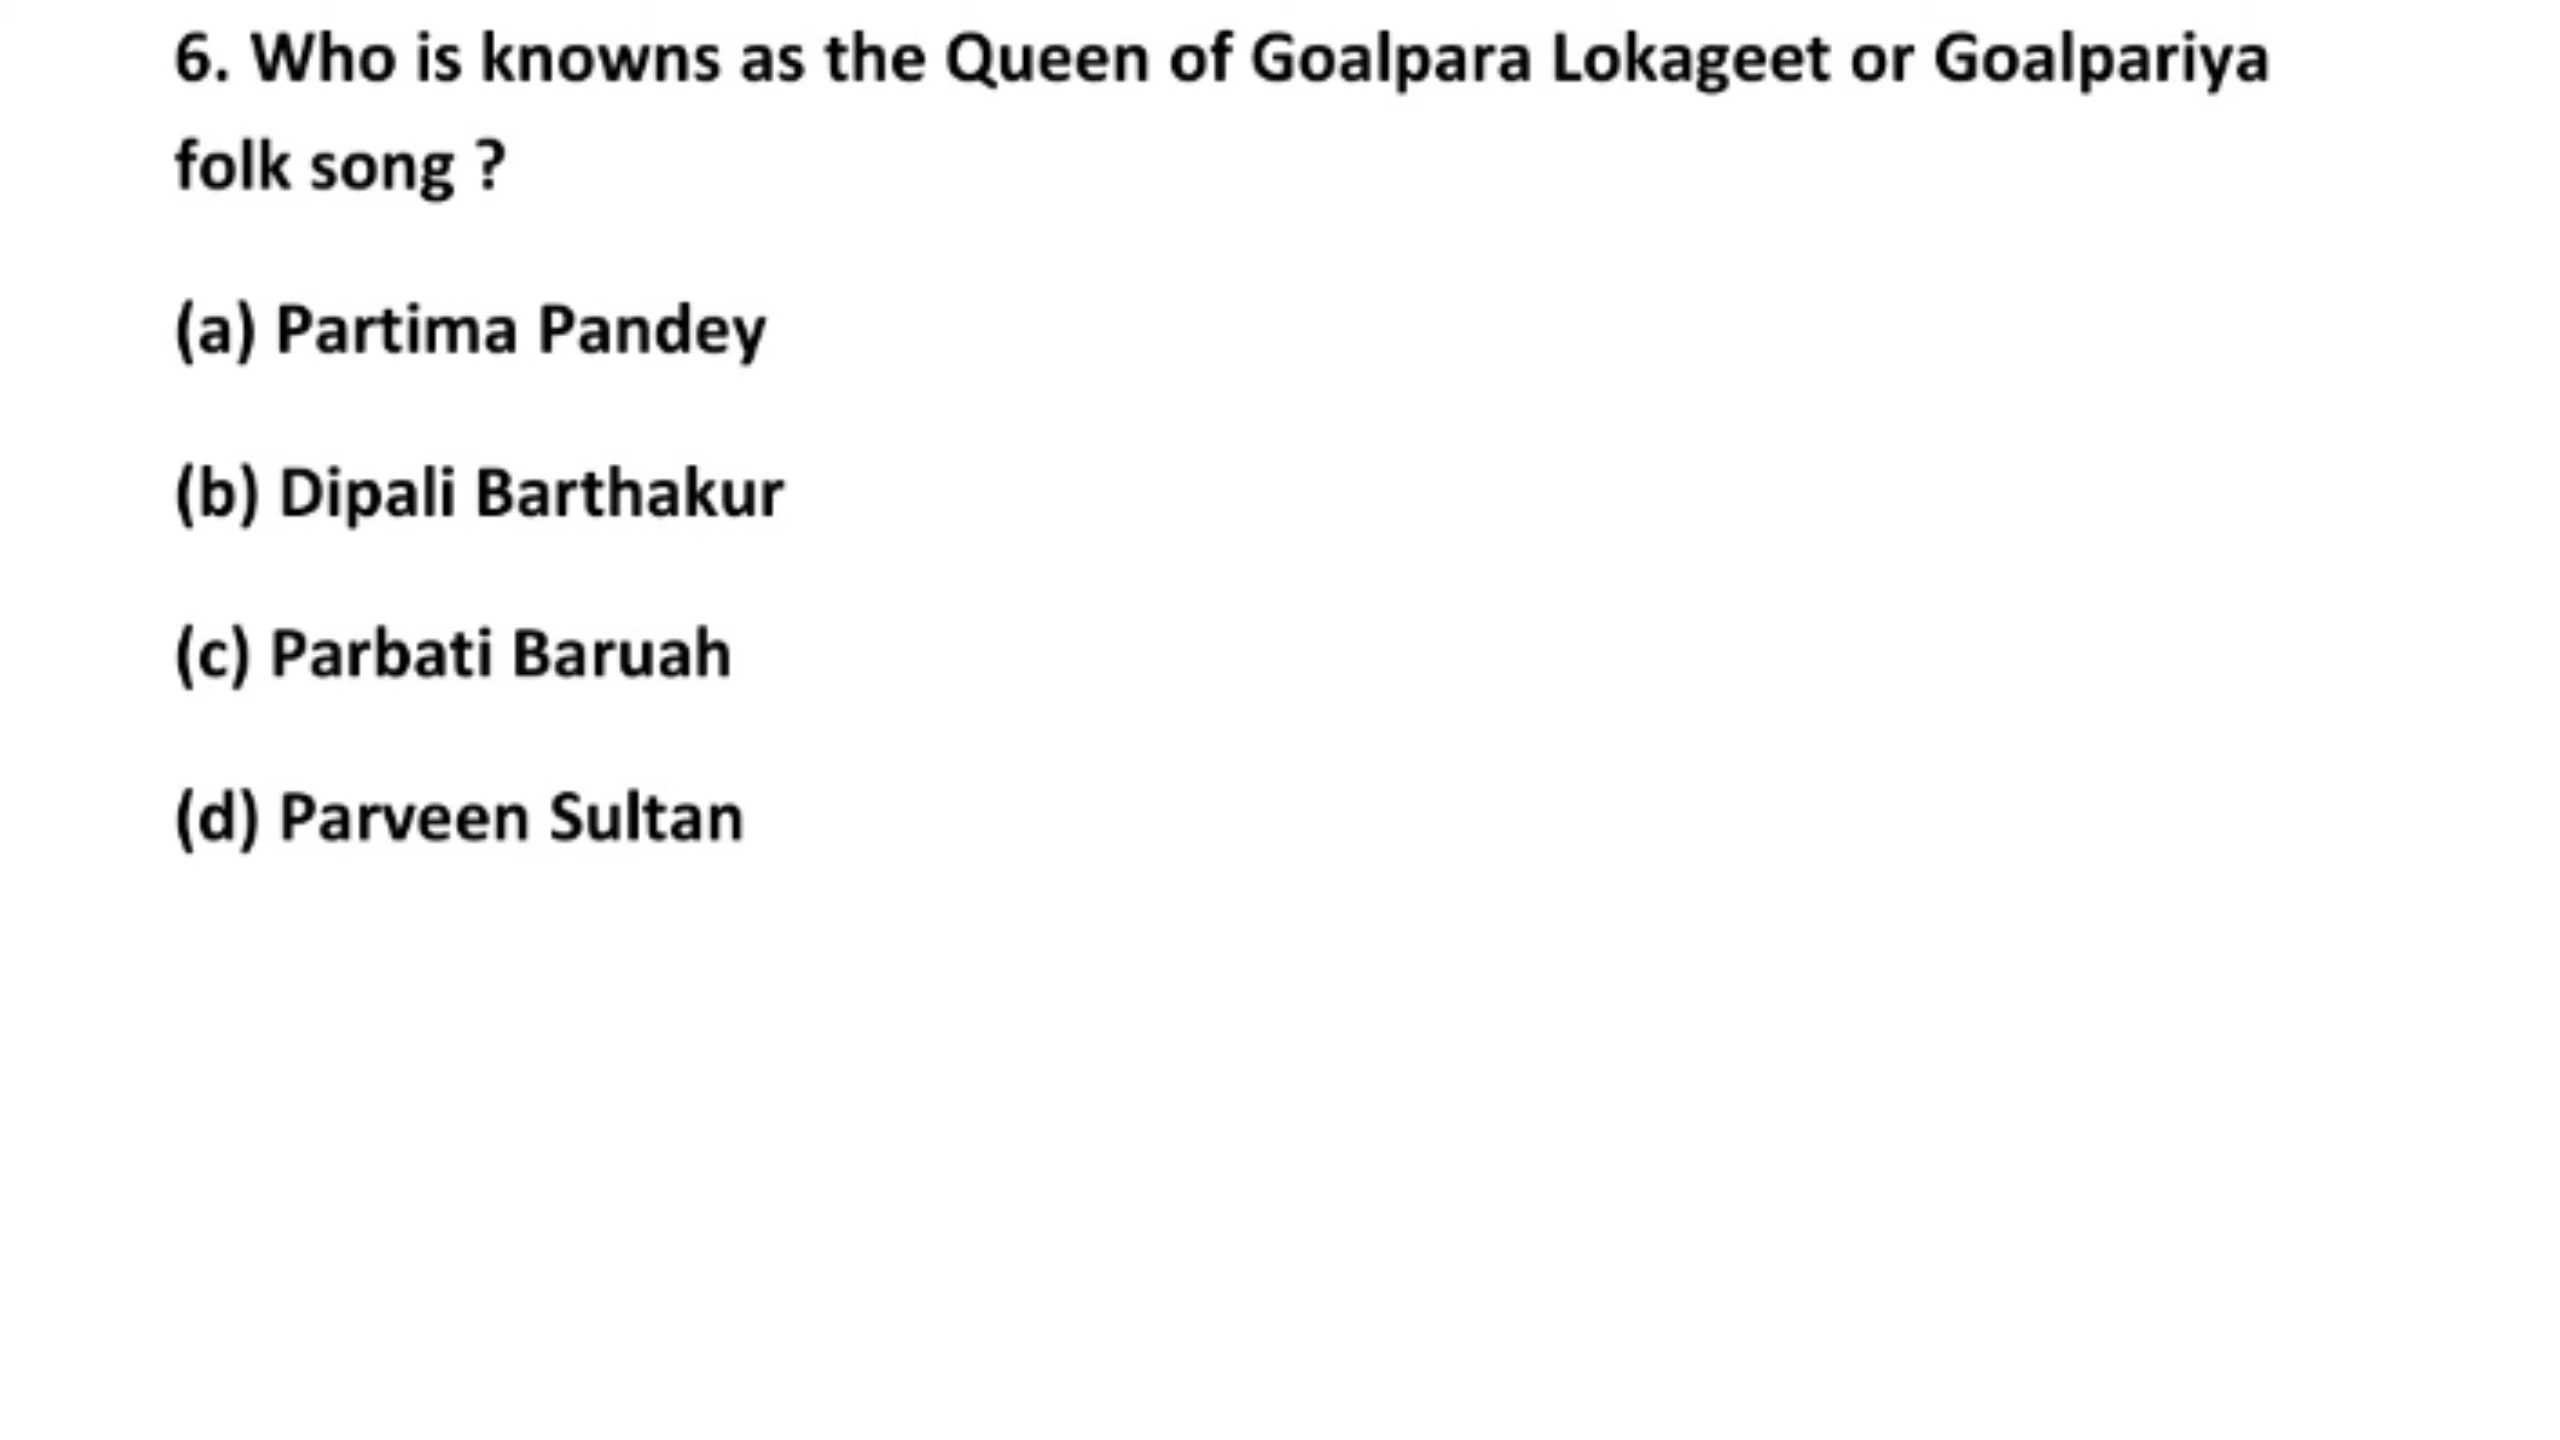 6. Who is knowns as the Queen of Goalpara Lokageet or Goalpariya
folk song ?
(a) Partima Pandey
(b) Dipali Barthakur
(c) Parbati Baruah
(d) Parveen Sultan